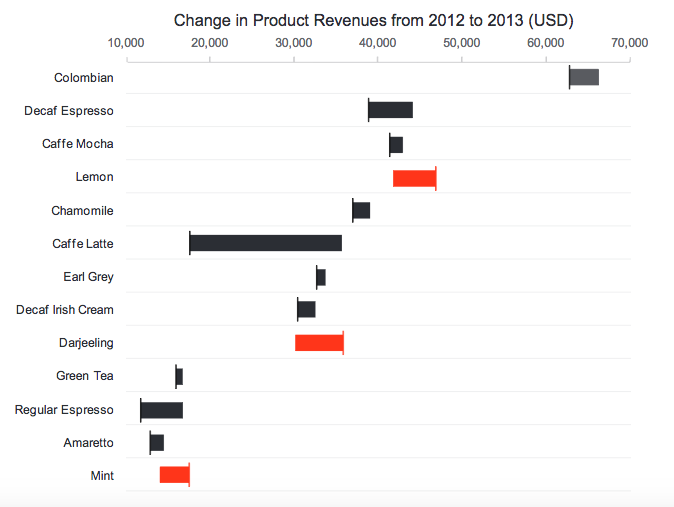 Change in Product Revenues from 2012 to 2013 (USD)
10,000 20,000 30,000 40,000 50,000 60,000 70,000
Colombian
Decaf Espresso
Caffe Mocha
Lemon
Chamomile
Caffe Latte
Earl Grey
Decaf Irish Cream
Darjeeling
Green Tea
Regular Espresso
Amaretto
Mint